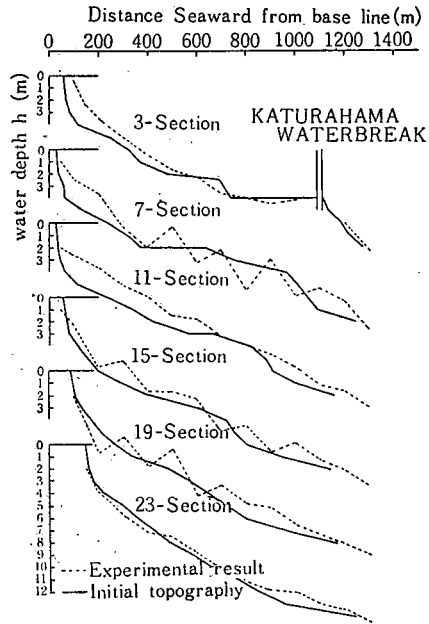 Distance Seaward from base line (m)
0 200 400 600 800 1000 1200 1400
water depth h (m)
0
1
2
3
3-Section
KATURAHAMA
WATERBREAK
0
1
2
3
7-Section
0
1
2
3
11-Section
0
1
2
3
15-Section
0
1
2
3
19-Section
0
1
2
3
4
5
6
7
8
9
10
11
12
23-Section
Experimental result
Initial topography